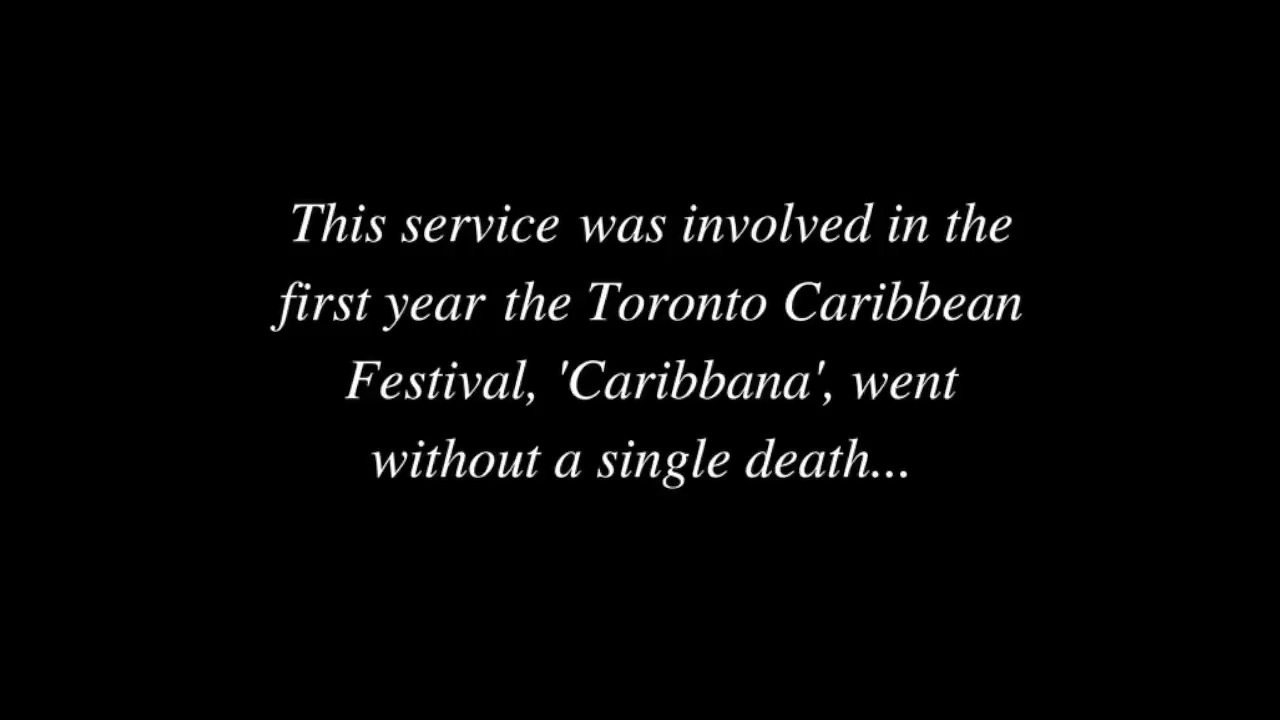 This service was involved in the
first year the Toronto Caribbean
Festival, 'Caribbana', went
without a single death...